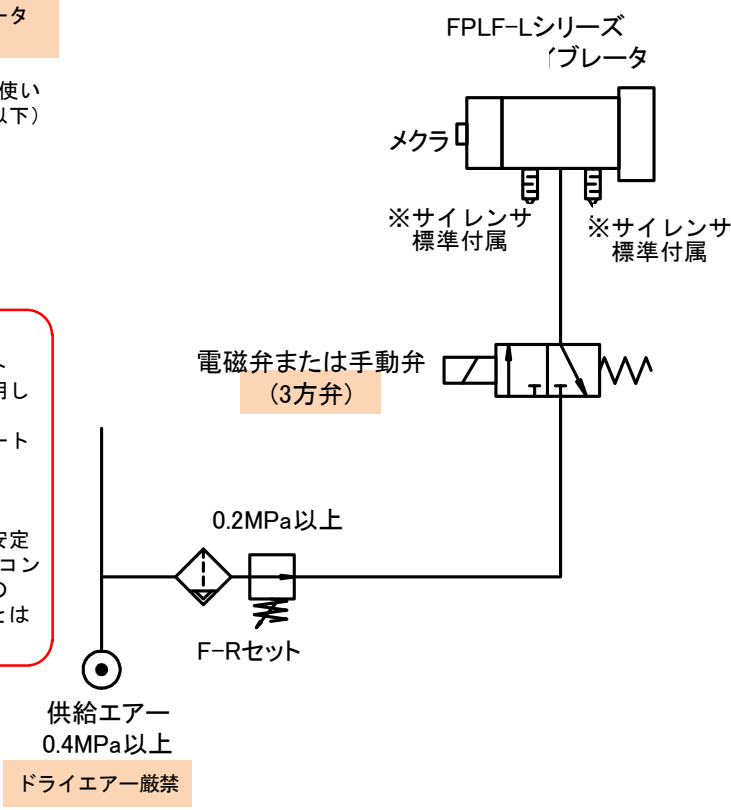 ータ
使い
以下）
FPLF-Lシリーズ
イブレータ
メクラ
※サイレンサ
標準付属
※サイレンサ
標準付属
電磁弁または手動弁
（3方弁）
用し
ート
安定
コン
の
とは
0.2MPa以上
F-Rセット
供給エアー
0.4MPa以上
ドライエアー厳禁